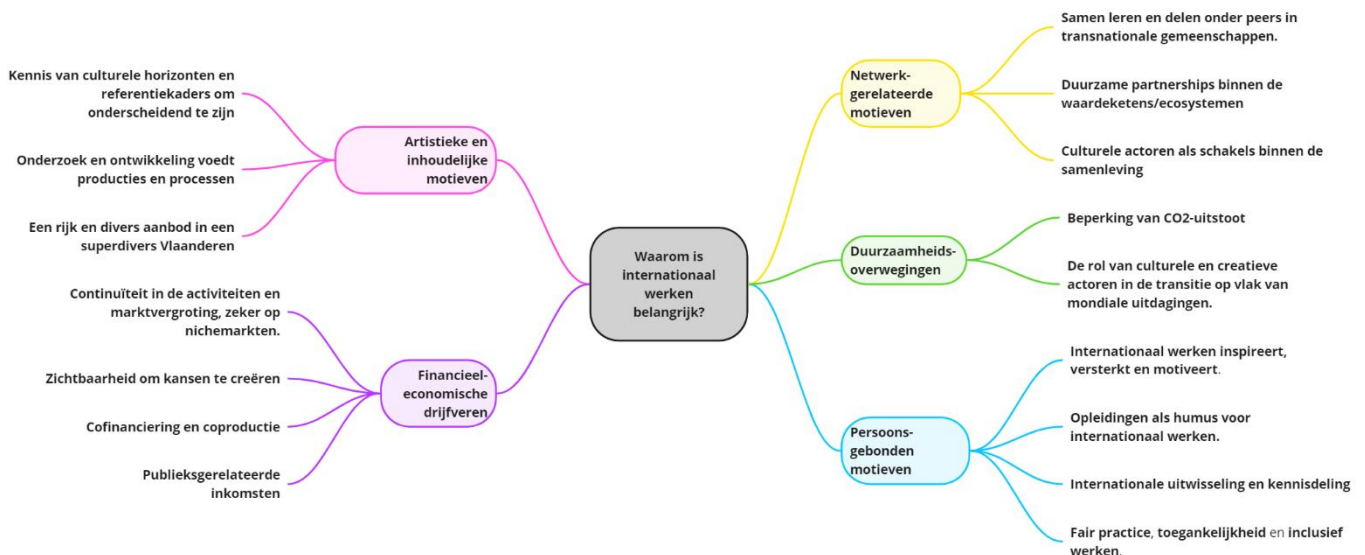 Waarom is
internationaal
werken
belangrijk?
Artistieke en
inhoudelijke
motieven
Kennis van culturele horizonten en
referentiekaders om
onderscheidend te zijn
Onderzoek en ontwikkeling voedt
producties en processen
Een rijk en divers aanbod in een
superdivers Vlaanderen
Financieel-
economische
drijfveren
Continuïteit in de activiteiten en
marktvergroting, zeker op
nichemarkten.
Zichtbaarheid om kansen te creëren
Cofinanciering en coproductie
Publieksgerelateerde
inkomsten
Netwerk-
gerelateerde
motieven
Samen leren en delen onder peers in
transnationale gemeenschappen.
Duurzame partnerships binnen de
waardeketens/ecosystemen
Culturele actoren als schakels binnen de
samenleving
Duurzaamheids-
overwegingen
Beperking van CO2-uitstoot
De rol van culturele en creatieve
actoren in de transitie op vlak van
mondiale uitdagingen.
Persoons-
gebonden
motieven
Internationaal werken inspireert,
versterkt en motiveert.
Opleidingen als humus voor
internationaal werken.
Internationale uitwisseling en kennisdeling
Fair practice, toegankelijkheid en inclusief
werken.